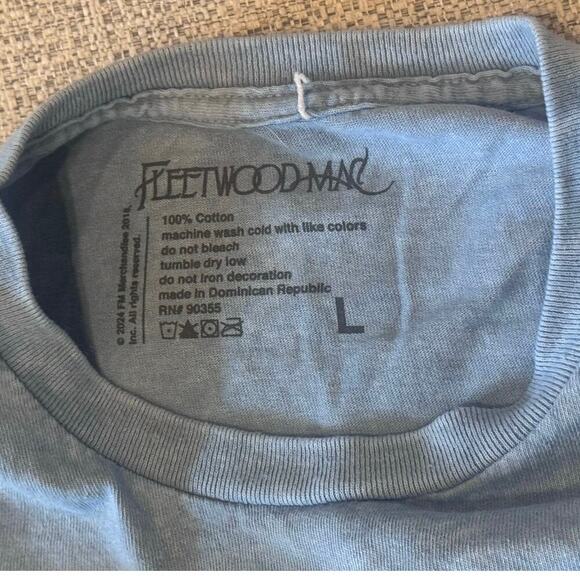 FLEETWOOD MAC
100% Cotton
machine wash cold with like colors
do not bleach
tumble dry low
do not iron decoration
made in Dominican Republic
RN# 90355
L
© 2024 FM Merchandise 2018,
Inc. All rights reserved.